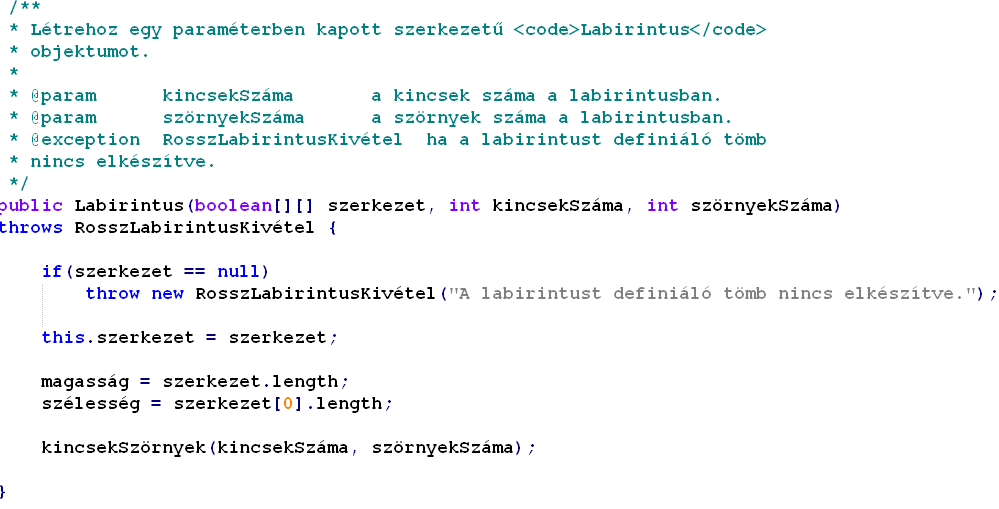 /**
 * Létrehoz egy paraméterben kapott szerkezetű <code>Labirintus</code>
 * objektumot.
 *
 * @param      kincsekSzáma       a kincsek száma a labirintusban.
 * @param      szörnyekSzáma      a szörnyek száma a labirintusban.
 * @exception  RosszLabirintusKivétel  ha a labirintust definiáló tömb
 * nincs elkészítve.
 */
public Labirintus(boolean[][] szerkezet, int kincsekSzáma, int szörnyekSzáma)
throws RosszLabirintusKivétel {
    if(szerkezet == null)
        throw new RosszLabirintusKivétel("A labirintust definiáló tömb nincs elkészítve.");
    this.szerkezet = szerkezet;
    magasság = szerkezet.length;
    szélesség = szerkezet[0].length;
    kincsekSzörnyek(kincsekSzáma, szörnyekSzáma);
}